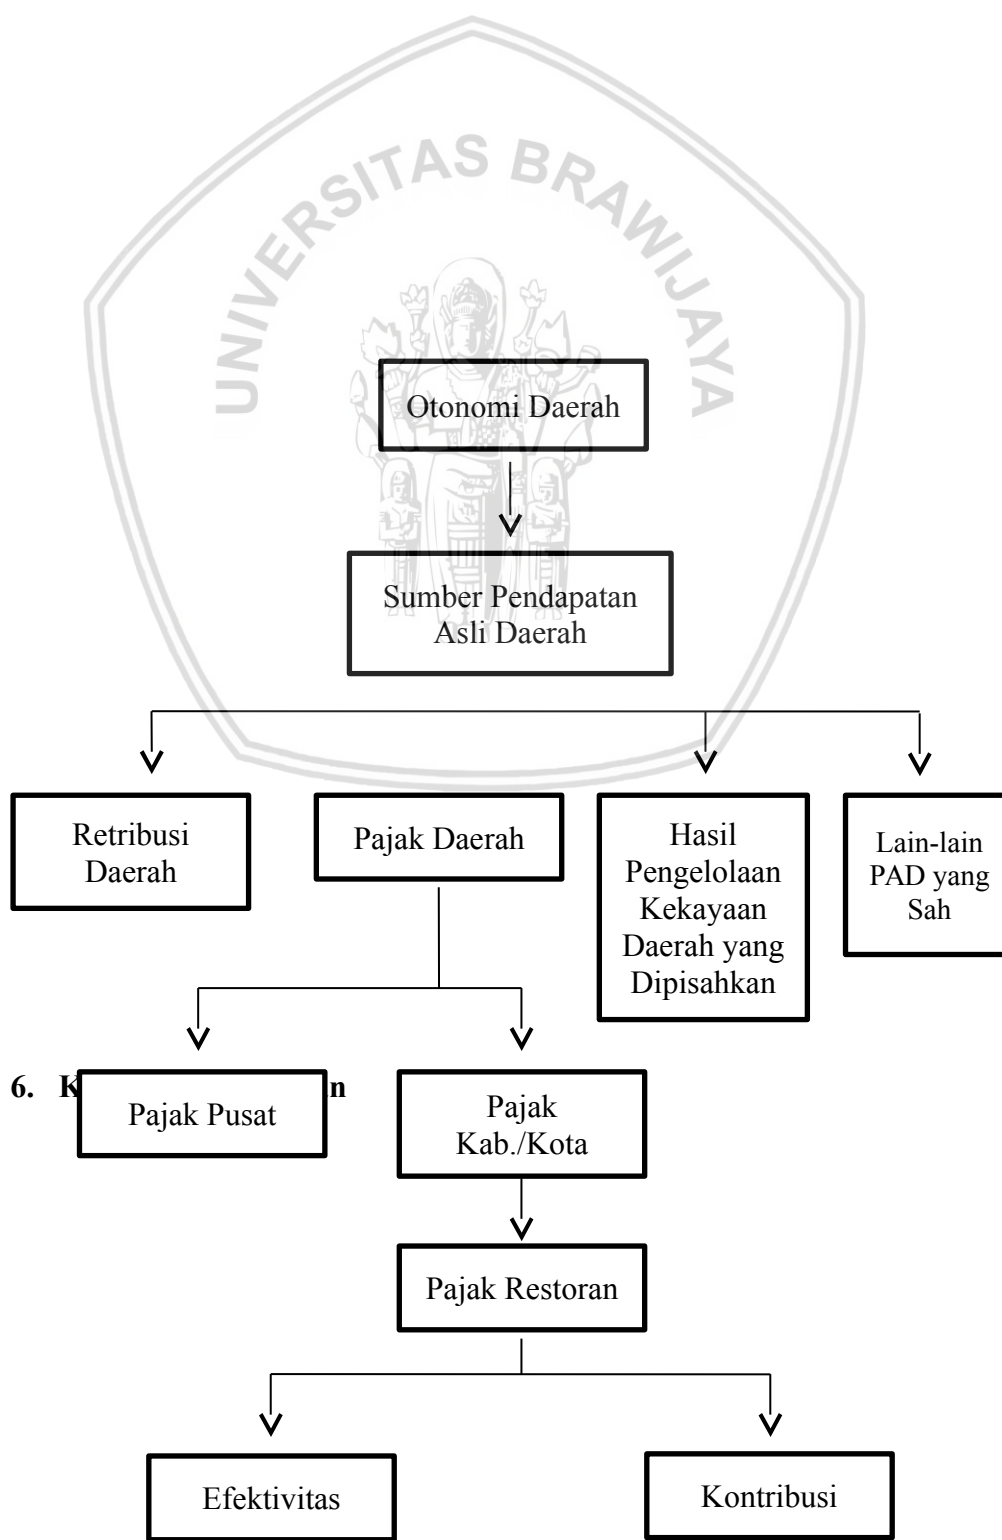 UNIVERSITAS BRAWIJAYA
Otonomi Daerah
Sumber Pendapatan
Asli Daerah
Retribusi
Daerah
Pajak Daerah
Hasil
Pengelolaan
Kekayaan
Daerah yang
Dipisahkan
Lain-lain
PAD yang
Sah
6. K
n
Pajak Pusat
Pajak
Kab./Kota
Pajak Restoran
Efektivitas
Kontribusi